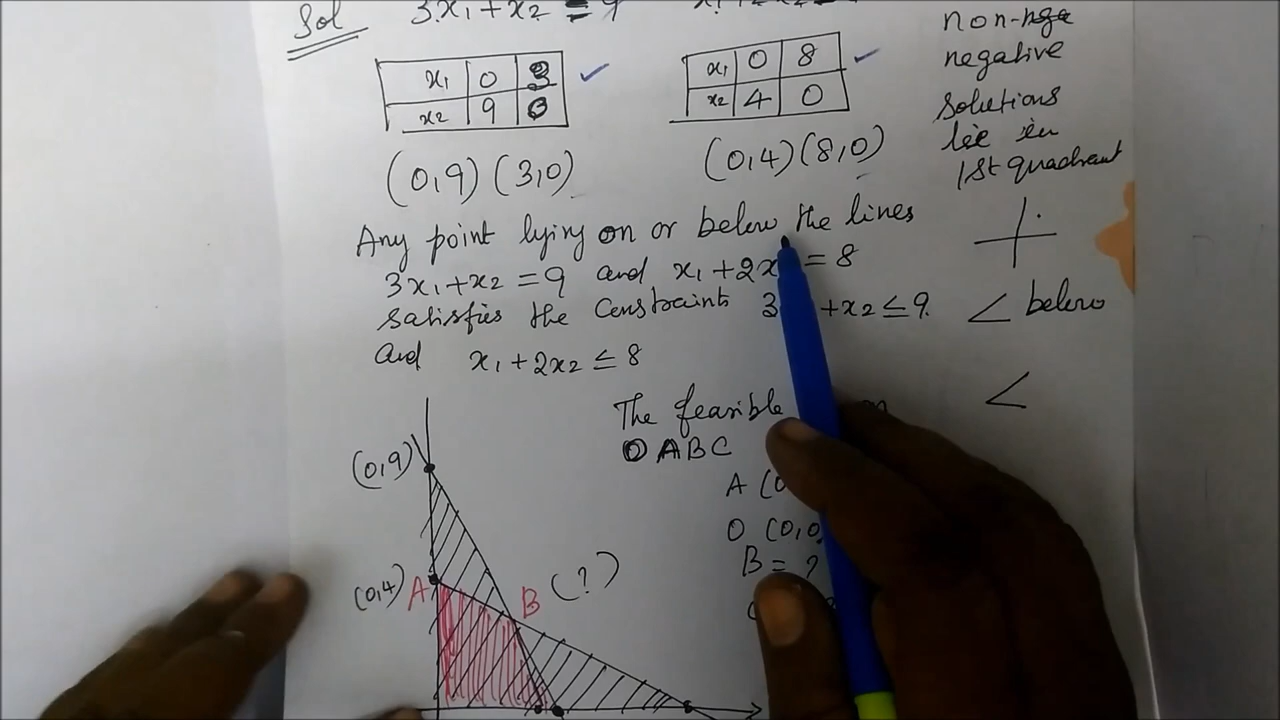 Sol
3x1 + x2 = 9
x1 0 3
x2 9 0
x1 0 8
x2 4 0
(0,9) (3,0)
(0,4) (8,0)
non-
negative
solutions
lie in
1st quadrant
Any point lying on or below the lines
3x1 + x2 = 9 and x1 + 2x = 8
satisfies the constraints 3 + x2 ≤ 9.
and x1 + 2x2 ≤ 8
< below
<
The feasible
OABC
A (0
O (0,0
B = ?
(0,9)
(0,4) A
B (?)